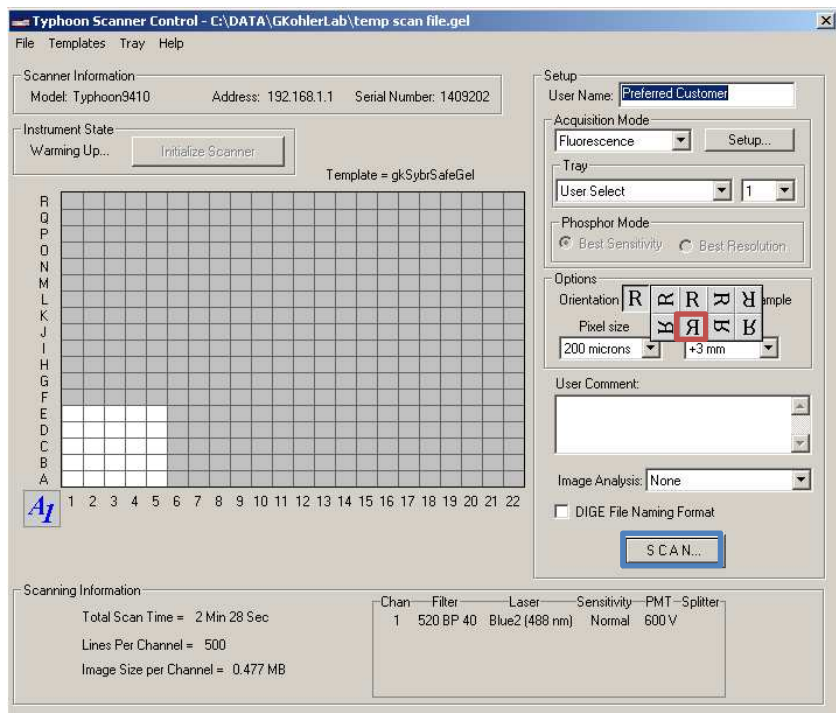 Typhoon Scanner Control - C:\DATA\GKohlerLab\temp scan file.gel
File Templates Tray Help
Scanner Information
Model: Typhoon9410 Address: 192.168.1.1 Serial Number: 1409202
Instrument State
Warming Up... Initialize Scanner
Template = gkSybrSafeGel
R
Q
P
O
N
M
L
K
J
I
H
G
F
E
D
C
B
A
A1 1 2 3 4 5 6 7 8 9 10 11 12 13 14 15 16 17 18 19 20 21 22
Setup
User Name: Preferred Customer
Acquisition Mode
Fluorescence Setup...
Tray
User Select 1
Phosphor Mode
Best Sensitivity Best Resolution
Options
Orientation R R R R R mple
Pixel size R R R R
200 microns +3 mm
User Comment:
Image Analysis: None
DIGE File Naming Format
SCAN...
Scanning Information
Total Scan Time = 2 Min 28 Sec
Lines Per Channel = 500
Image Size per Channel = 0.477 MB
Chan Filter Laser Sensitivity PMT Splitter
1 520 BP 40 Blue2 (488 nm) Normal 600 V